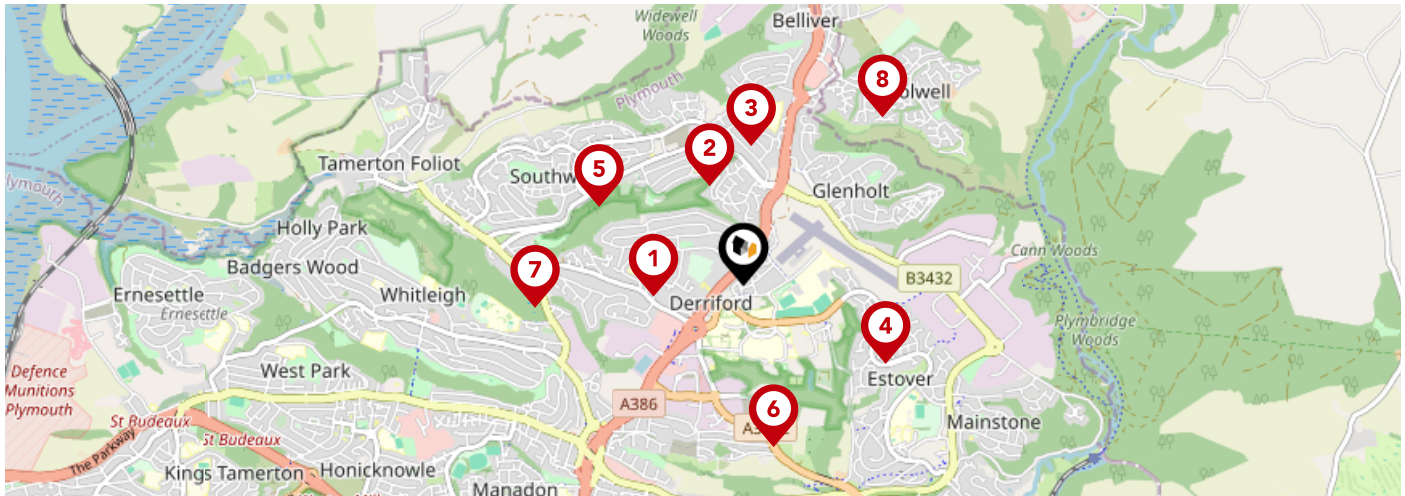 Widewell
Woods
Belliver
8
Plymouth
3
2
Tamerton Foliot
5
Glenholt
Holly Park
1
Cann Woods
Badgers Wood
7
B3432
Ernesettle
Ernesettle
Whitleigh
Derriford
4
Plymbridge
Woods
West Park
Estover
Defence
Munitions
Plymouth
A386
6
St Budeaux
St Budeaux
Mainstone
The Parkway
Kings Tamerton
Honicknowle
Manadon